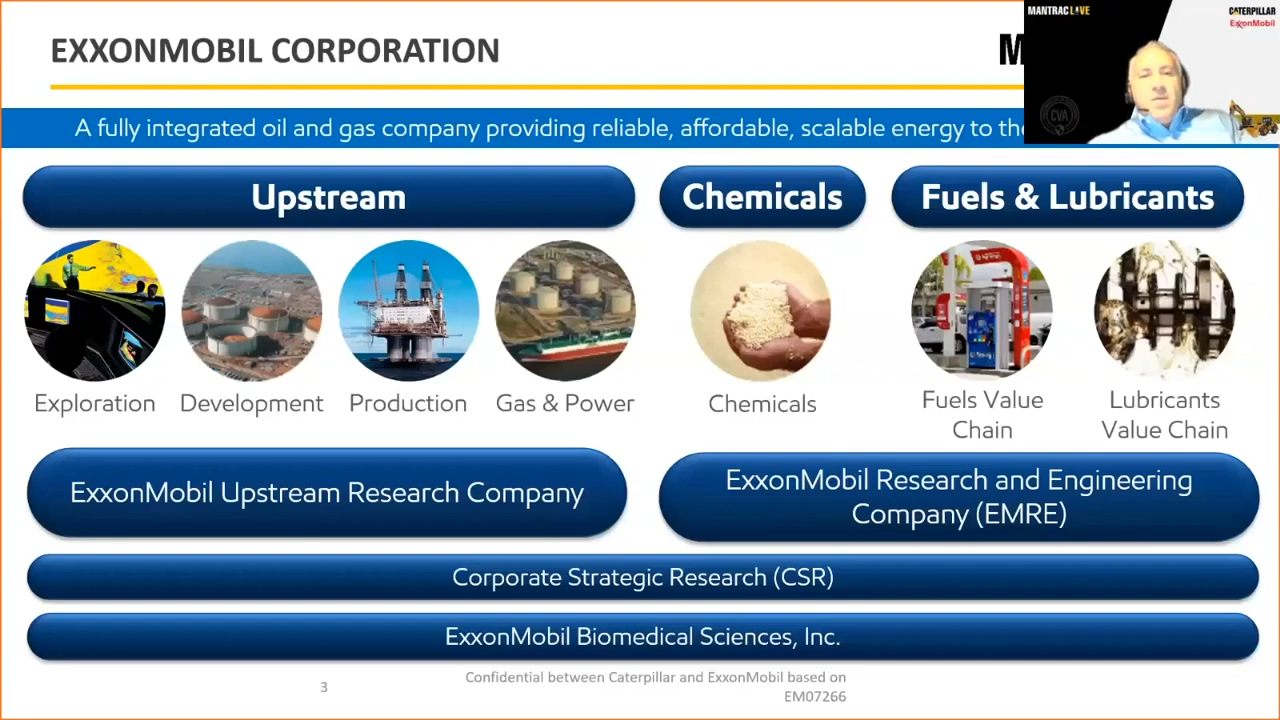 EXXONMOBIL CORPORATION
MANTRAC LIVE
CATERPILLAR
ExxonMobil
CVA
A fully integrated oil and gas company providing reliable, affordable, scalable energy to the
Upstream
Chemicals
Fuels & Lubricants
Exploration
Development
Production
Gas & Power
Chemicals
Fuels Value
Chain
Lubricants
Value Chain
ExxonMobil Upstream Research Company
ExxonMobil Research and Engineering
Company (EMRE)
Corporate Strategic Research (CSR)
ExxonMobil Biomedical Sciences, Inc.
3
Confidential between Caterpillar and ExxonMobil based on
EM07266